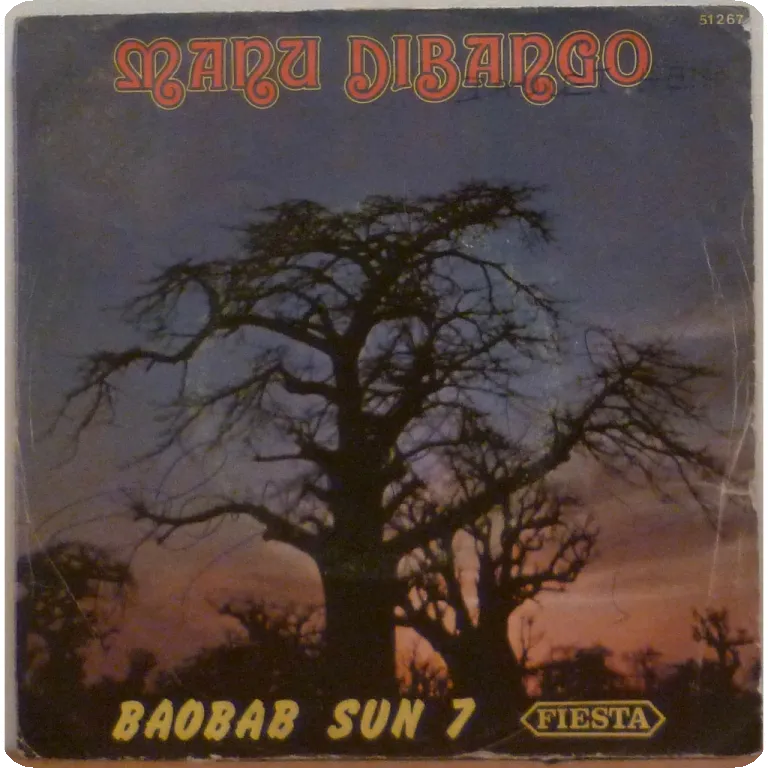 51267
MANU DIBANGO
BAOBAB SUN 7
FIESTA